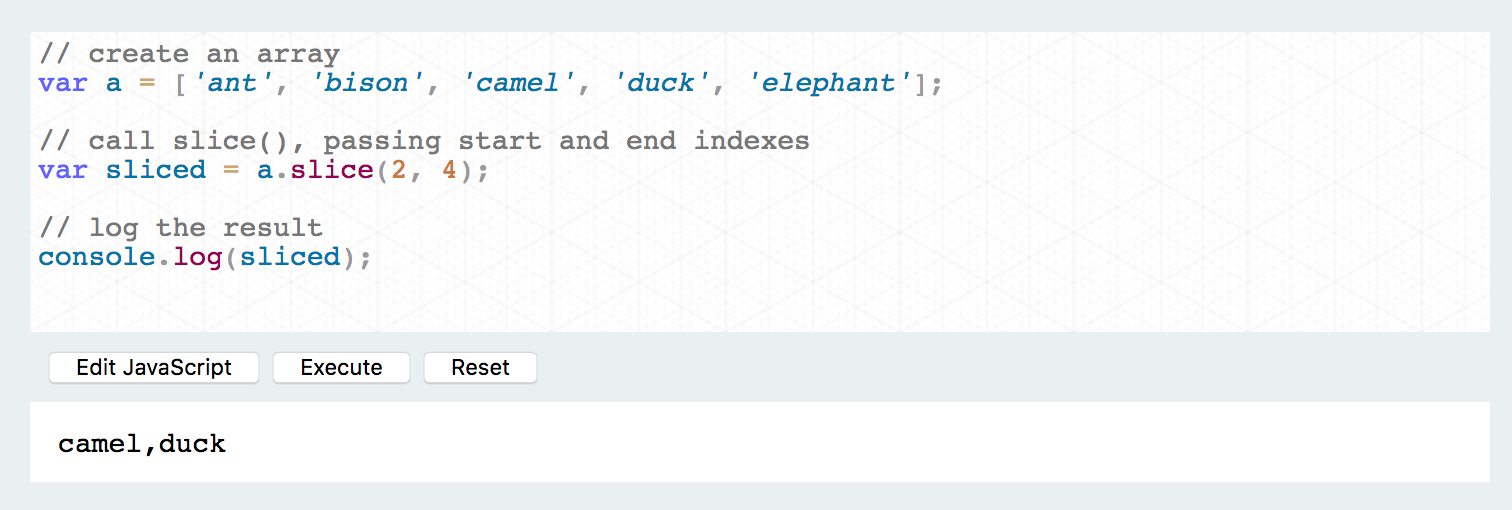 // create an array
var a = ['ant', 'bison', 'camel', 'duck', 'elephant'];
// call slice(), passing start and end indexes
var sliced = a.slice(2, 4);
// log the result
console.log(sliced);
Edit JavaScript Execute Reset
camel,duck